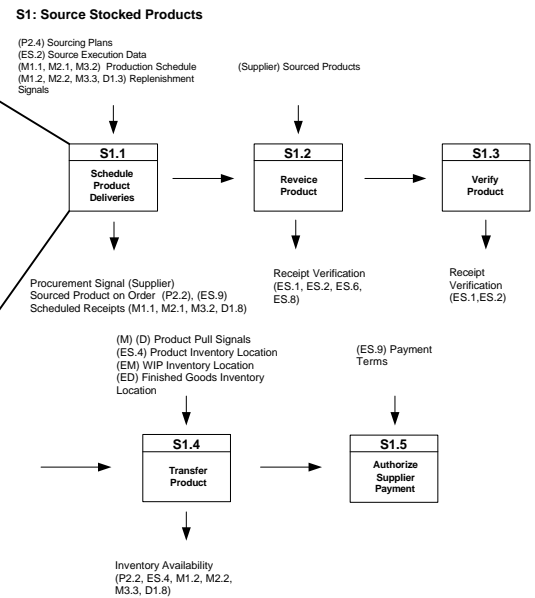 S1: Source Stocked Products
(P2.4) Sourcing Plans
(ES.2) Source Execution Data
(M1.1, M2.1, M3.2)  Production Schedule
(M1.2, M2.2, M3.3, D1.3) Replenishment
Signals
(Supplier) Sourced Products
S1.1
Schedule
Product
Deliveries
S1.2
Reveice
Product
S1.3
Verify
Product
Procurement Signal (Supplier)
Sourced Product on Order  (P2.2), (ES.9)
Scheduled Receipts (M1.1, M2.1, M3.2, D1.8)
Receipt Verification
(ES.1, ES.2, ES.6,
ES.8)
Receipt
Verification
(ES.1,ES.2)
(M) (D) Product Pull Signals
(ES.4) Product Inventory Location
(EM) WIP Inventory Location
(ED) Finished Goods Inventory
Location
(ES.9) Payment
Terms
S1.4
Transfer
Product
S1.5
Authorize
Supplier
Payment
Inventory Availability
(P2.2, ES.4, M1.2, M2.2,
M3.3, D1.8)